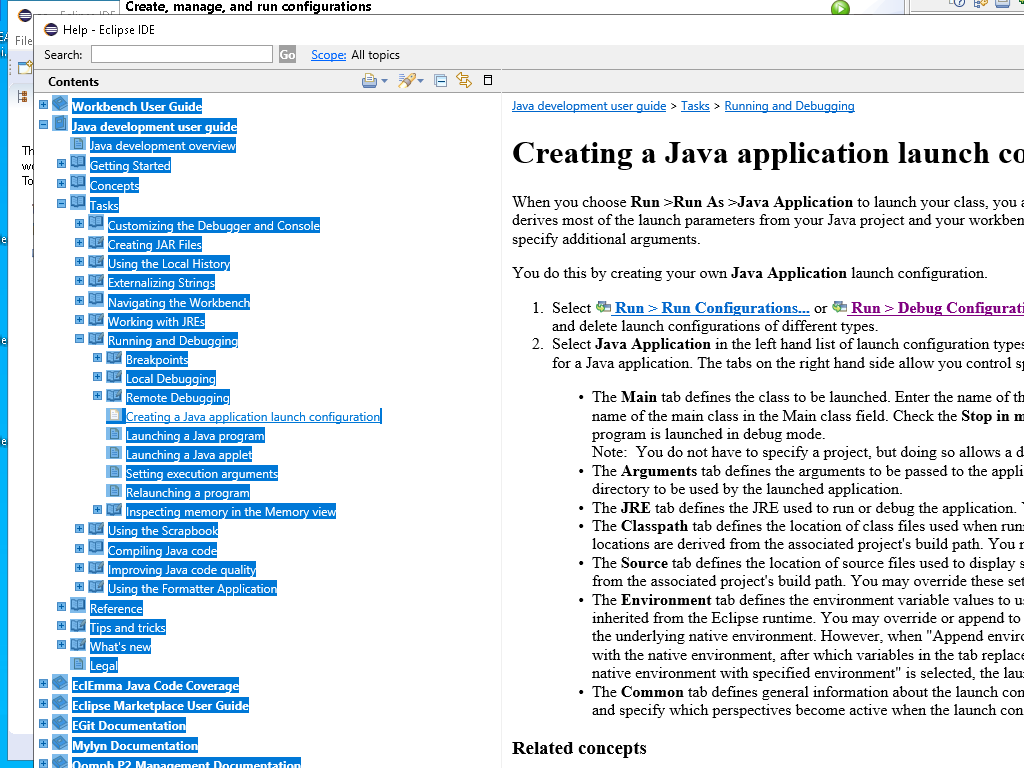 Create, manage, and run configurations
Eclipse IDE
File
Help - Eclipse IDE
Search:
Go
Scope:
All topics
Contents
Workbench User Guide
Java development user guide
Java development overview
Getting Started
Concepts
Tasks
Customizing the Debugger and Console
Creating JAR Files
Using the Local History
Externalizing Strings
Navigating the Workbench
Working with JREs
Running and Debugging
Breakpoints
Local Debugging
Remote Debugging
Creating a Java application launch configuration
Launching a Java program
Launching a Java applet
Setting execution arguments
Relaunching a program
Inspecting memory in the Memory view
Using the Scrapbook
Compiling Java code
Improving Java code quality
Using the Formatter Application
Reference
Tips and tricks
What's new
Legal
EclEmma Java Code Coverage
Eclipse Marketplace User Guide
EGit Documentation
Mylyn Documentation
Oomph P2 Management Documentation
Java development user guide > Tasks > Running and Debugging
Creating a Java application launch co
When you choose Run >Run As >Java Application to launch your class, you a
derives most of the launch parameters from your Java project and your workben
specify additional arguments.
You do this by creating your own Java Application launch configuration.
1. Select Run > Run Configurations... or Run > Debug Configurati
and delete launch configurations of different types.
2. Select Java Application in the left hand list of launch configuration types
for a Java application. The tabs on the right hand side allow you control sp
• The Main tab defines the class to be launched. Enter the name of th
name of the main class in the Main class field. Check the Stop in m
program is launched in debug mode.
Note: You do not have to specify a project, but doing so allows a d
• The Arguments tab defines the arguments to be passed to the appli
directory to be used by the launched application.
• The JRE tab defines the JRE used to run or debug the application. Y
• The Classpath tab defines the location of class files used when runn
locations are derived from the associated project's build path. You m
• The Source tab defines the location of source files used to display s
from the associated project's build path. You may override these set
• The Environment tab defines the environment variable values to us
inherited from the Eclipse runtime. You may override or append to
the underlying native environment. However, when "Append enviro
with the native environment, after which variables in the tab replace
native environment with specified environment" is selected, the lau
• The Common tab defines general information about the launch con
and specify which perspectives become active when the launch con
Related concepts